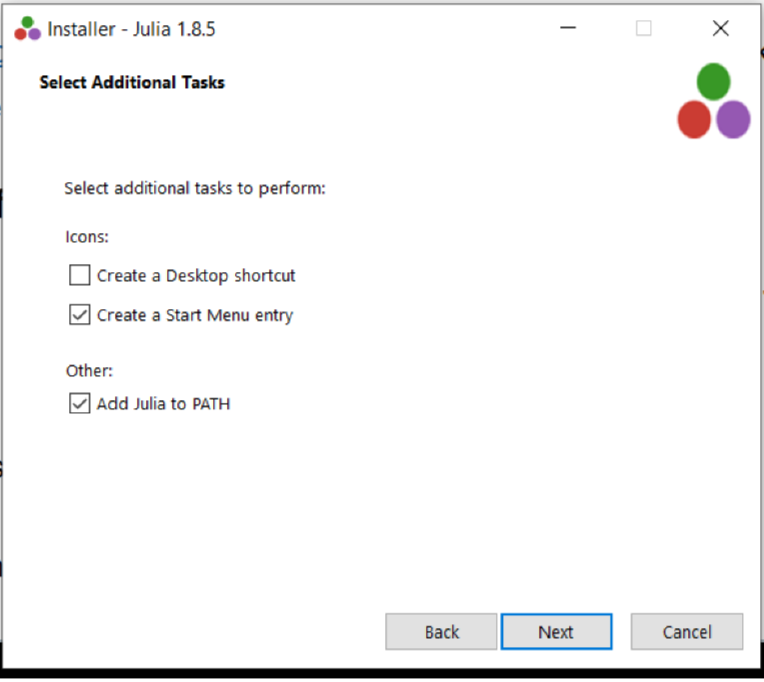 Installer - Julia 1.8.5
Select Additional Tasks
Select additional tasks to perform:
Icons:
Create a Desktop shortcut
Create a Start Menu entry
Other:
Add Julia to PATH
Back Next Cancel